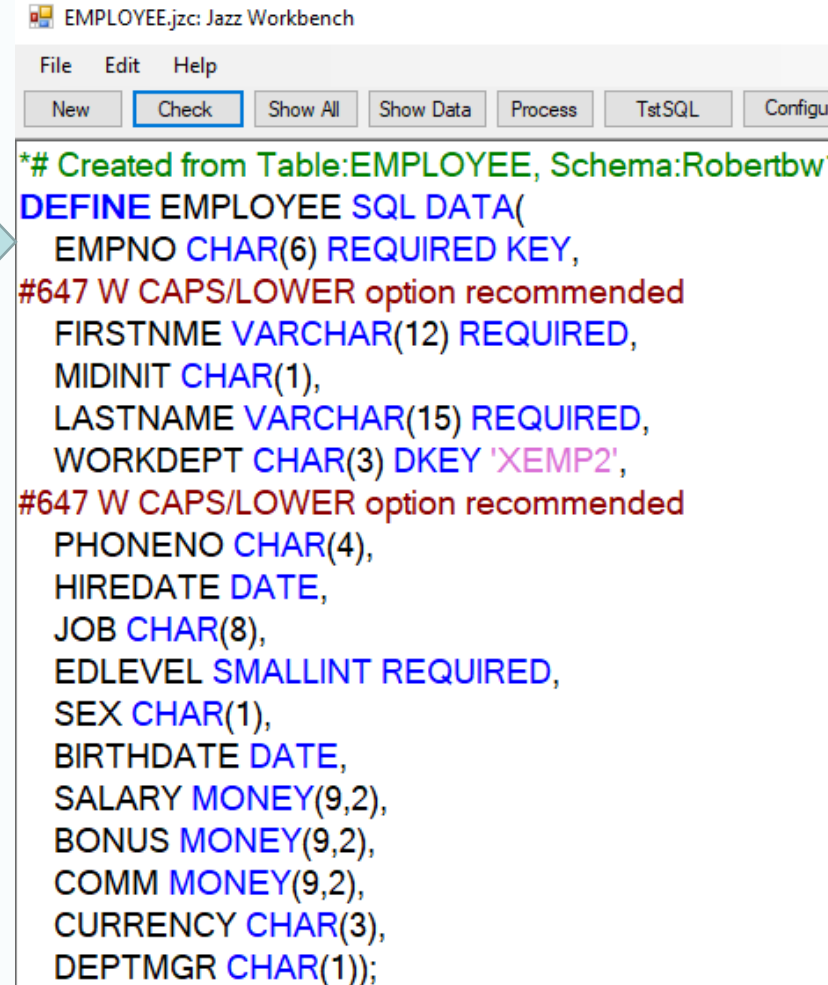 EMPLOYEE.jzc: Jazz Workbench
File Edit Help
New Check Show All Show Data Process TstSQL
*# Created from Table:EMPLOYEE, Schema:Robertbw
DEFINE EMPLOYEE SQL DATA(
EMPNO CHAR(6) REQUIRED KEY,
#647 W CAPS/LOWER option recommended
FIRSTNME VARCHAR(12) REQUIRED,
MIDINIT CHAR(1),
LASTNAME VARCHAR(15) REQUIRED,
WORKDEPT CHAR(3) DKEY 'XEMP2',
#647 W CAPS/LOWER option recommended
PHONENO CHAR(4),
HIREDATE DATE,
JOB CHAR(8),
EDLEVEL SMALLINT REQUIRED,
SEX CHAR(1),
BIRTHDATE DATE,
SALARY MONEY(9,2),
BONUS MONEY(9,2),
COMM MONEY(9,2),
CURRENCY CHAR(3),
DEPTMGR CHAR(1));